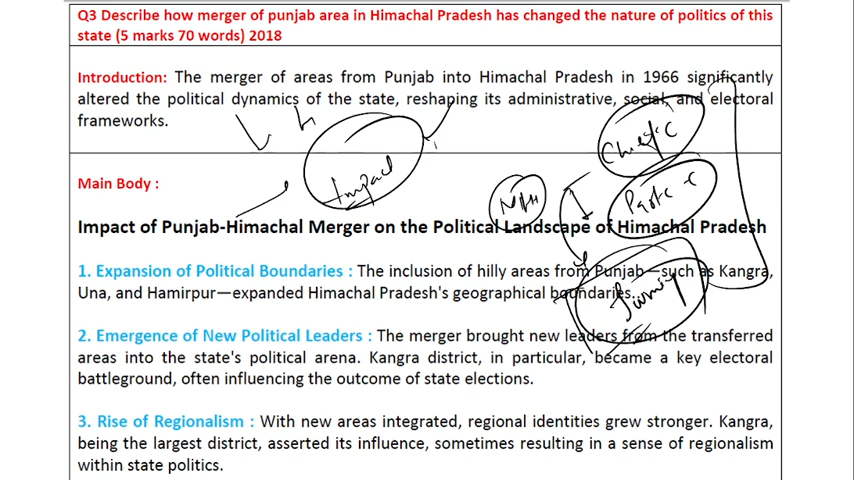 Q3 Describe how merger of punjab area in Himachal Pradesh has changed the nature of politics of this
state (5 marks 70 words) 2018
Introduction: The merger of areas from Punjab into Himachal Pradesh in 1966 significantly
altered the political dynamics of the state, reshaping its administrative, social, and electoral
frameworks.
Main Body :
Impact
Impact of Punjab-Himachal Merger on the Political Landscape of Himachal Pradesh
1. Expansion of Political Boundaries : The inclusion of hilly areas from Punjab—such as Kangra,
Una, and Hamirpur—expanded Himachal Pradesh's geographical boundaries.
2. Emergence of New Political Leaders : The merger brought new leaders from the transferred
areas into the state's political arena. Kangra district, in particular, became a key electoral
battleground, often influencing the outcome of state elections.
3. Rise of Regionalism : With new areas integrated, regional identities grew stronger. Kangra,
being the largest district, asserted its influence, sometimes resulting in a sense of regionalism
within state politics.